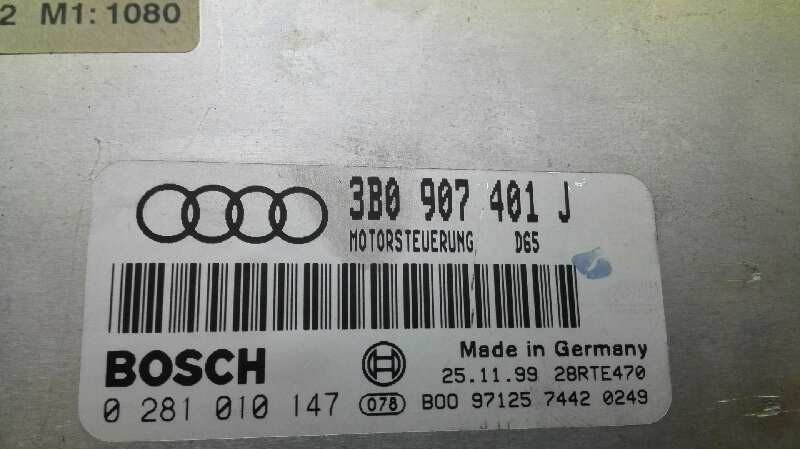 2 M1: 1080
3B0 907 401 J
MOTORSTEUERUNG D65
BOSCH
Made in Germany
25.11.99 28RTE470
0 281 010 147 078 B00 97125 7442 0249